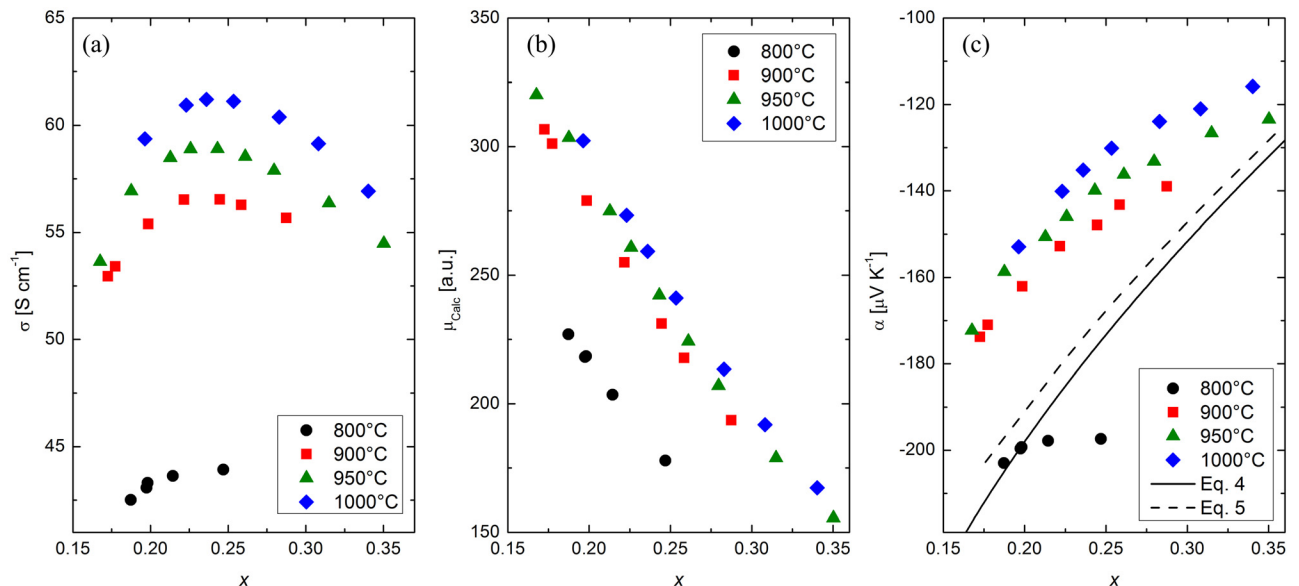 (a)
65
60
55
50
45
σ [S cm⁻¹]
0.15 0.20 0.25 0.30 0.35
x
800°C
900°C
950°C
1000°C
(b)
400
350
300
250
200
150
μCalc [a.u.]
0.15 0.20 0.25 0.30 0.35
x
800°C
900°C
950°C
1000°C
(c)
-100
-120
-140
-160
-180
-200
α [μV K⁻¹]
0.15 0.20 0.25 0.30 0.35
x
800°C
900°C
950°C
1000°C
Eq. 4
Eq. 5